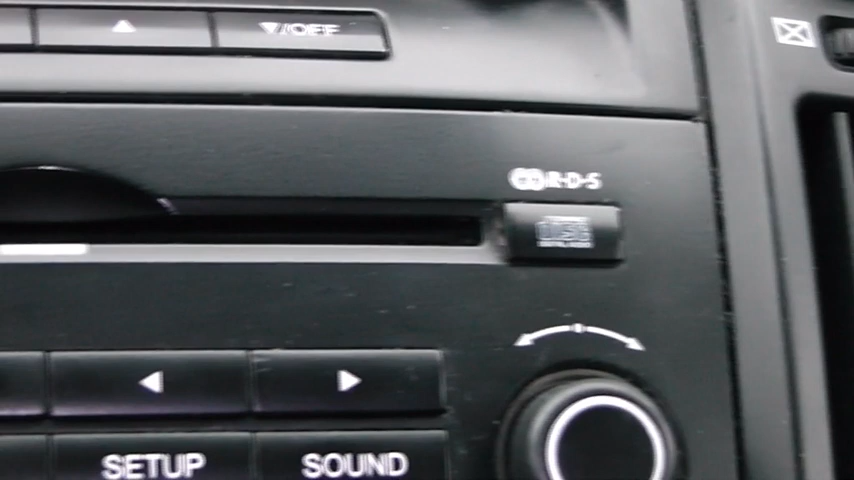 ▲ ▼/OFF
R·D·S
◀ ▶
SETUP SOUND